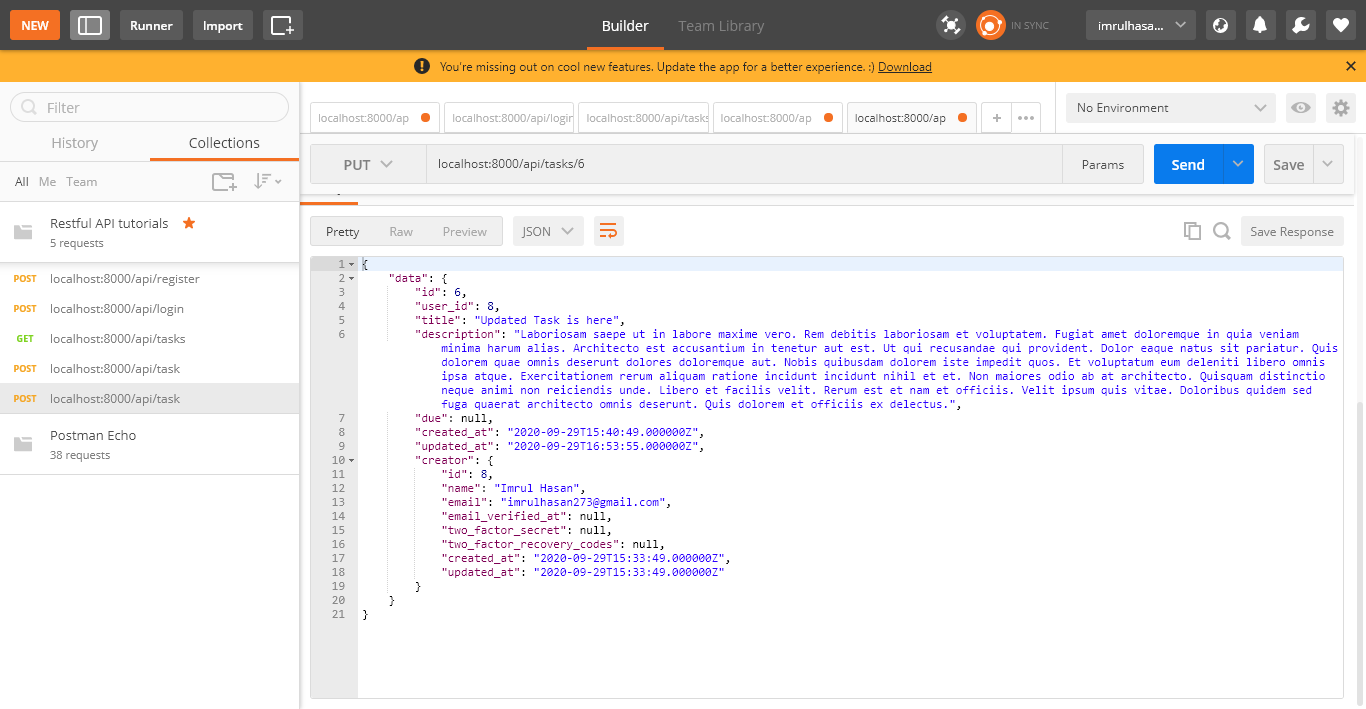 NEW
Runner
Import
Builder
Team Library
IN SYNC
imrulhasa...
You're missing out on cool new features. Update the app for a better experience. :) Download
Filter
History
Collections
All Me Team
Restful API tutorials
5 requests
POST localhost:8000/api/register
POST localhost:8000/api/login
GET localhost:8000/api/tasks
POST localhost:8000/api/task
POST localhost:8000/api/task
Postman Echo
38 requests
localhost:8000/ap
localhost:8000/api/login
localhost:8000/api/tasks
localhost:8000/ap
localhost:8000/ap
No Environment
PUT
localhost:8000/api/tasks/6
Params
Send
Save
Pretty
Raw
Preview
JSON
Save Response
1 {
2 "data": {
3 "id": 6,
4 "user_id": 8,
5 "title": "Updated Task is here",
6 "description": "Laboriosam saepe ut in labore maxime vero. Rem debitis laboriosam et voluptatem. Fugiat amet doloremque in quia veniam
minima harum alias. Architecto est accusantium in tenetur aut est. Ut qui recusandae qui provident. Dolor eaque natus sit pariatur. Quis
dolorem quae omnis deserunt dolores doloremque aut. Nobis quibusdam dolorem iste impedit quos. Et voluptatum eum deleniti libero omnis
ipsa atque. Exercitationem rerum aliquam ratione incidunt incidunt nihil et et. Non maiores odio ab at architecto. Quisquam distinctio
neque animi non reiciendis unde. Libero et facilis velit. Rerum est et nam et officiis. Velit ipsum quis vitae. Doloribus quidem sed
fuga quaerat architecto omnis deserunt. Quis dolorem et officiis ex delectus.",
7 "due": null,
8 "created_at": "2020-09-29T15:40:49.000000Z",
9 "updated_at": "2020-09-29T16:53:55.000000Z",
10 "creator": {
11 "id": 8,
12 "name": "Imrul Hasan",
13 "email": "imrulhasan273@gmail.com",
14 "email_verified_at": null,
15 "two_factor_secret": null,
16 "two_factor_recovery_codes": null,
17 "created_at": "2020-09-29T15:33:49.000000Z",
18 "updated_at": "2020-09-29T15:33:49.000000Z"
19 }
20 }
21 }